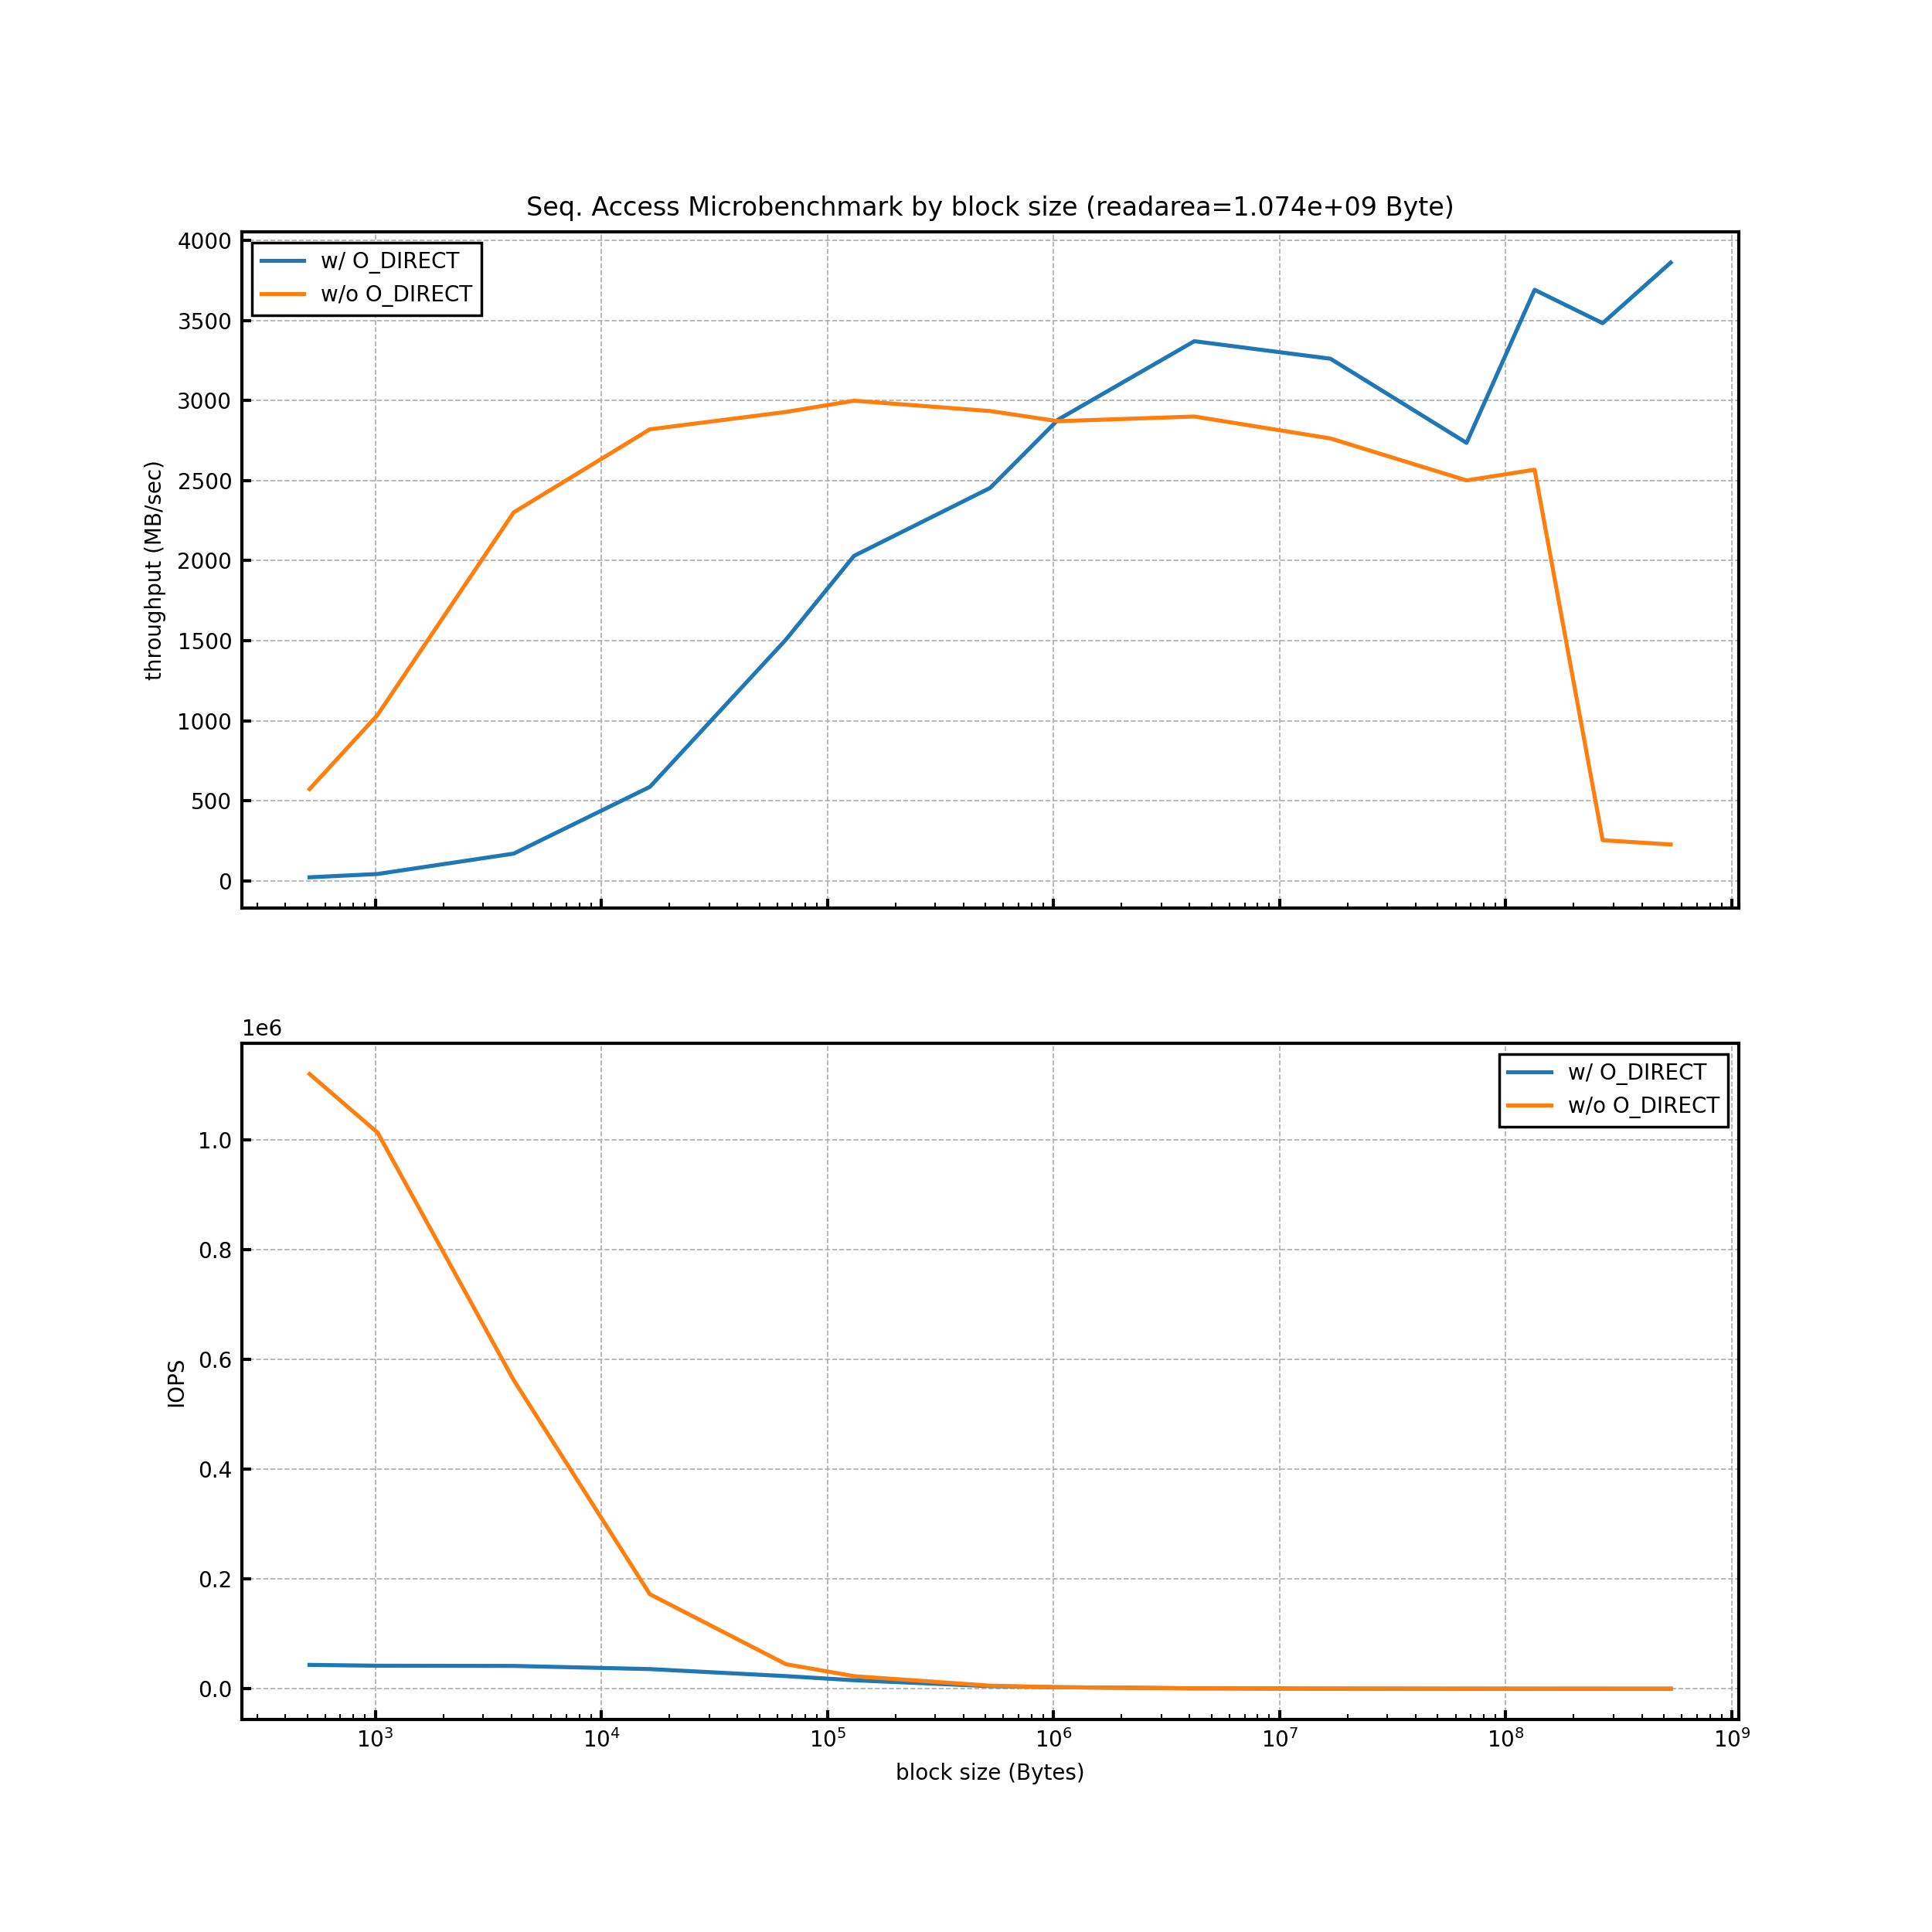 Seq. Access Microbenchmark by block size (readarea=1.074e+09 Byte)
4000
3500
3000
2500
2000
1500
1000
500
0
throughput (MB/sec)
w/ O_DIRECT
w/o O_DIRECT
1e6
1.0
0.8
0.6
0.4
0.2
0.0
IOPS
w/ O_DIRECT
w/o O_DIRECT
10³ 10⁴ 10⁵ 10⁶ 10⁷ 10⁸ 10⁹
block size (Bytes)